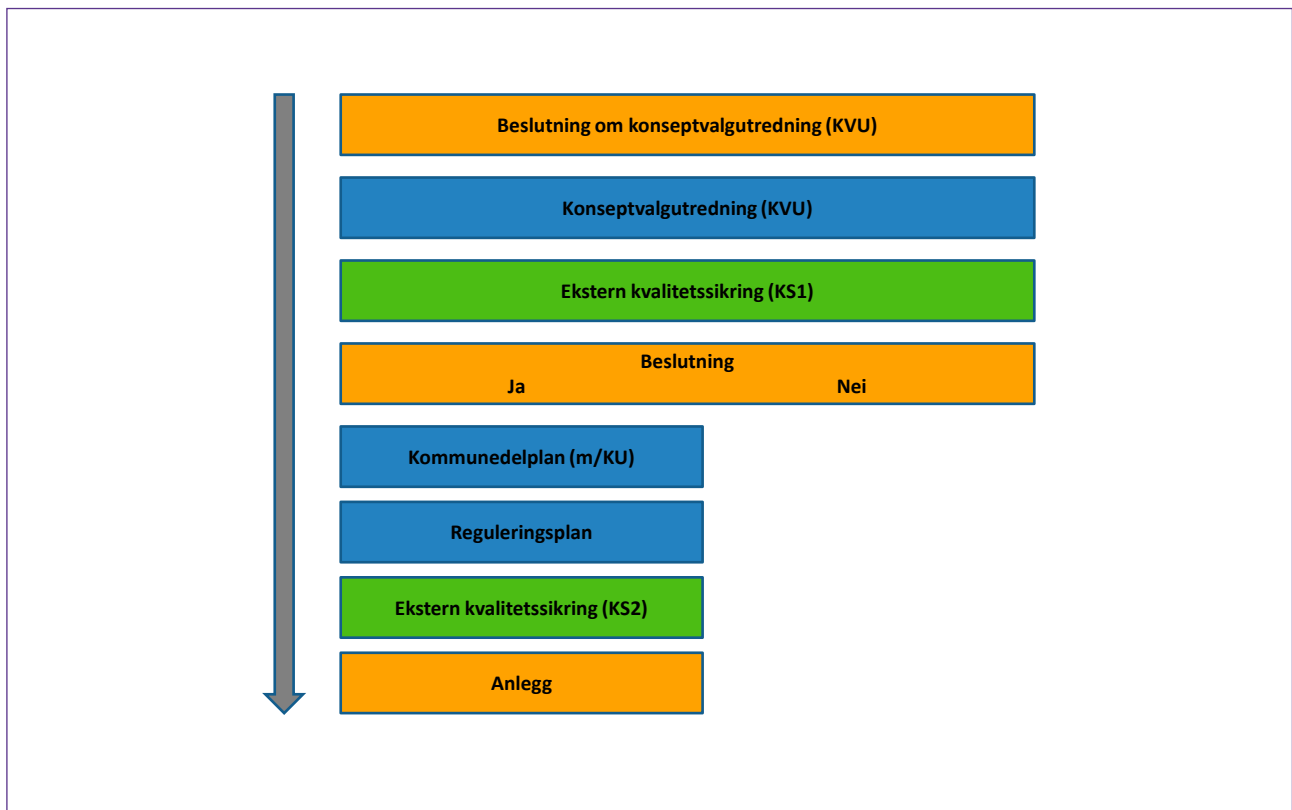 Beslutning om konseptvalgutredning (KVU)
Konseptvalgutredning (KVU)
Ekstern kvalitetssikring (KS1)
Beslutning
Ja Nei
Kommunedelplan (m/KU)
Reguleringsplan
Ekstern kvalitetssikring (KS2)
Anlegg